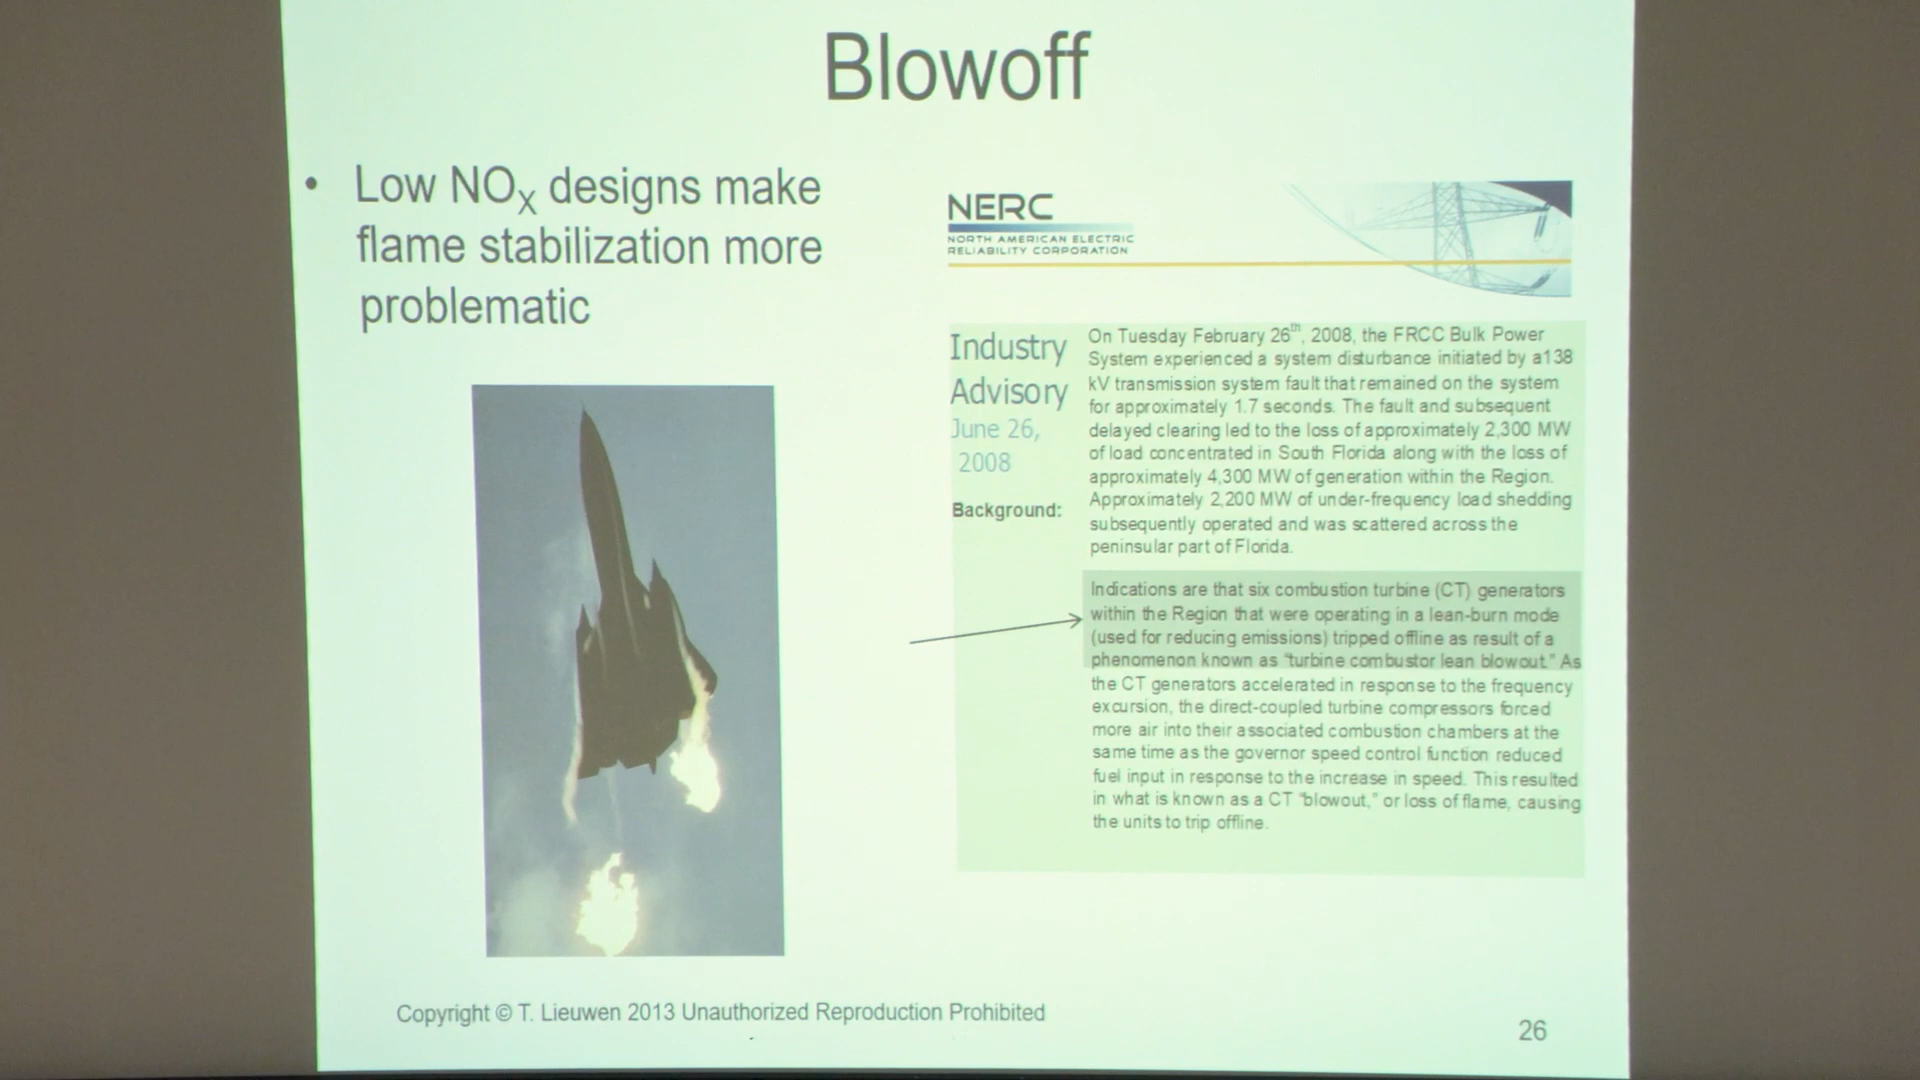 Blowoff
• Low NOX designs make
flame stabilization more
problematic
NERC
NORTH AMERICAN ELECTRIC
RELIABILITY CORPORATION
Industry
Advisory
June 26,
2008
Background:
On Tuesday February 26th, 2008, the FRCC Bulk Power
System experienced a system disturbance initiated by a138
kV transmission system fault that remained on the system
for approximately 1.7 seconds. The fault and subsequent
delayed clearing led to the loss of approximately 2,300 MW
of load concentrated in South Florida along with the loss of
approximately 4,300 MW of generation within the Region.
Approximately 2,200 MW of under-frequency load shedding
subsequently operated and was scattered across the
peninsular part of Florida.
Indications are that six combustion turbine (CT) generators
within the Region that were operating in a lean-burn mode
(used for reducing emissions) tripped offline as result of a
phenomenon known as "turbine combustor lean blowout." As
the CT generators accelerated in response to the frequency
excursion, the direct-coupled turbine compressors forced
more air into their associated combustion chambers at the
same time as the governor speed control function reduced
fuel input in response to the increase in speed. This resulted
in what is known as a CT "blowout," or loss of flame, causing
the units to trip offline.
Copyright © T. Lieuwen 2013 Unauthorized Reproduction Prohibited
26